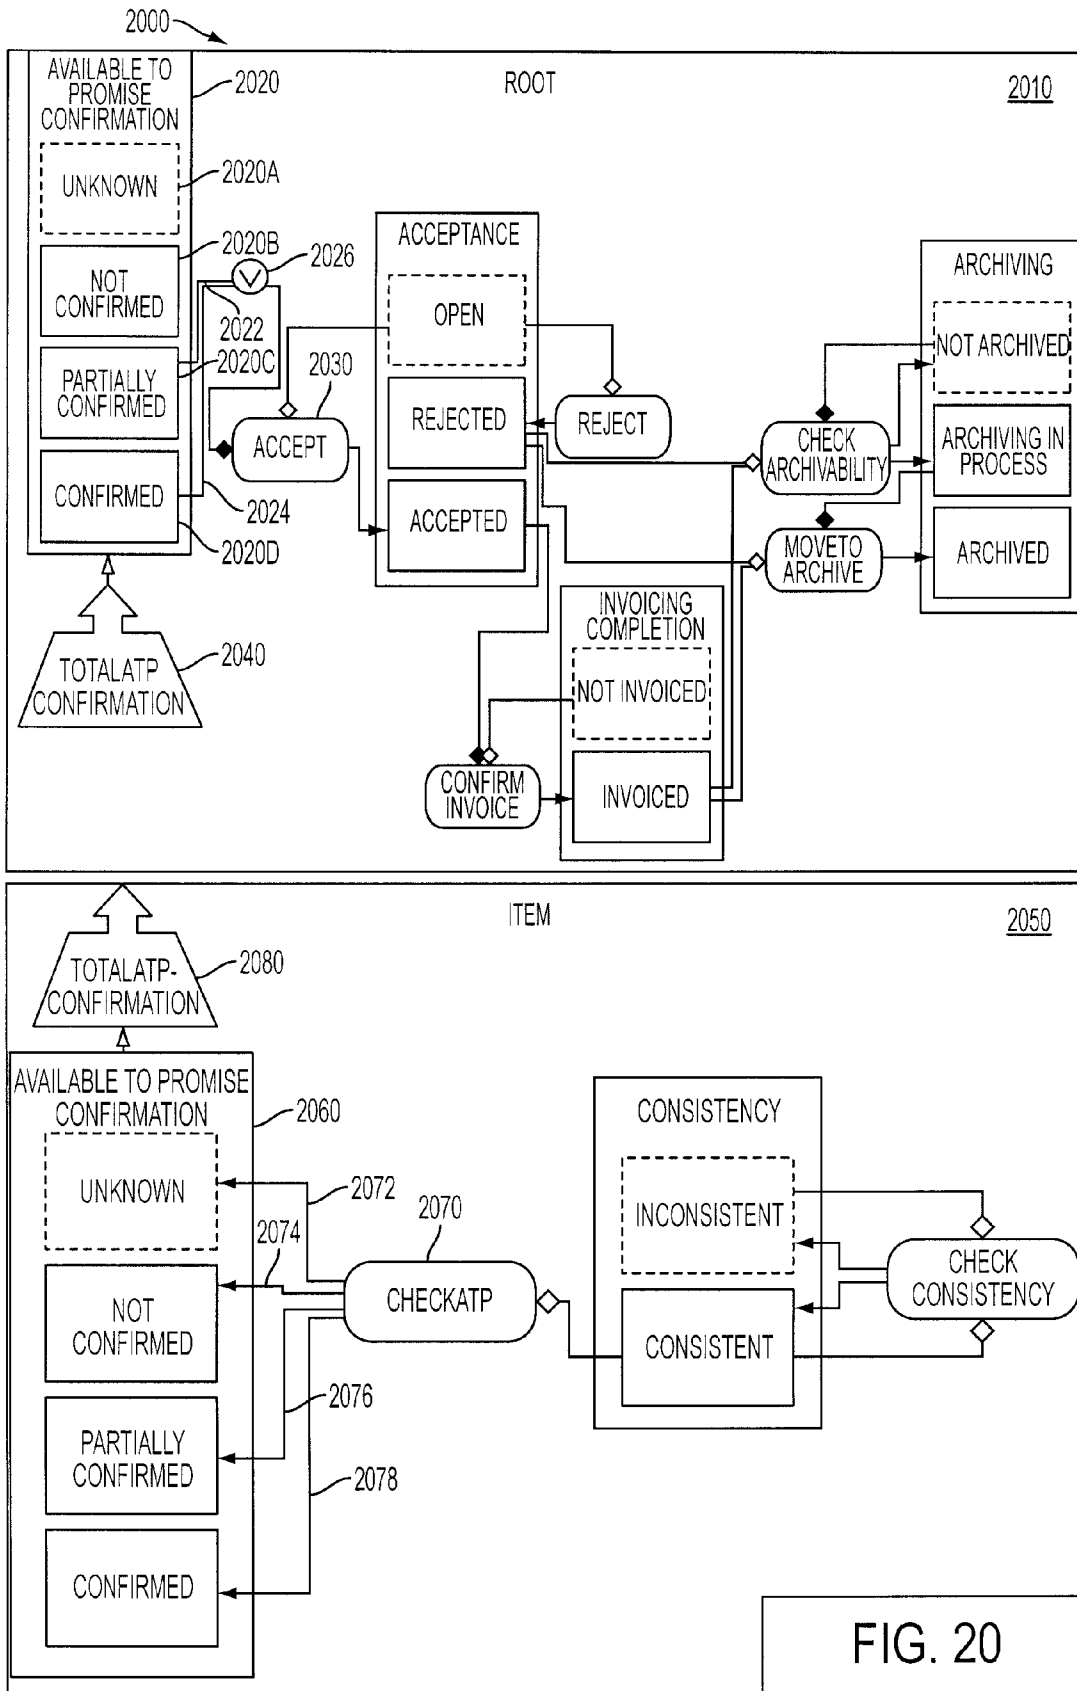 2000
AVAILABLE TO
PROMISE
CONFIRMATION
2020
ROOT
2010
UNKNOWN
2020A
2020B
NOT
CONFIRMED
2026
2022
2020C
PARTIALLY
CONFIRMED
CONFIRMED
2024
2020D
TOTALATP
CONFIRMATION
2040
2030
ACCEPT
ACCEPTANCE
OPEN
REJECTED
ACCEPTED
REJECT
ARCHIVING
NOT ARCHIVED
CHECK
ARCHIVABILITY
ARCHIVING IN
PROCESS
MOVETO
ARCHIVE
ARCHIVED
INVOICING
COMPLETION
NOT INVOICED
CONFIRM
INVOICE
INVOICED
ITEM
2050
TOTALATP-
CONFIRMATION
2080
AVAILABLE TO PROMISE
CONFIRMATION
2060
UNKNOWN
2072
2074
2070
CHECKATP
NOT
CONFIRMED
2076
PARTIALLY
CONFIRMED
2078
CONFIRMED
CONSISTENCY
INCONSISTENT
CHECK
CONSISTENCY
CONSISTENT
FIG. 20